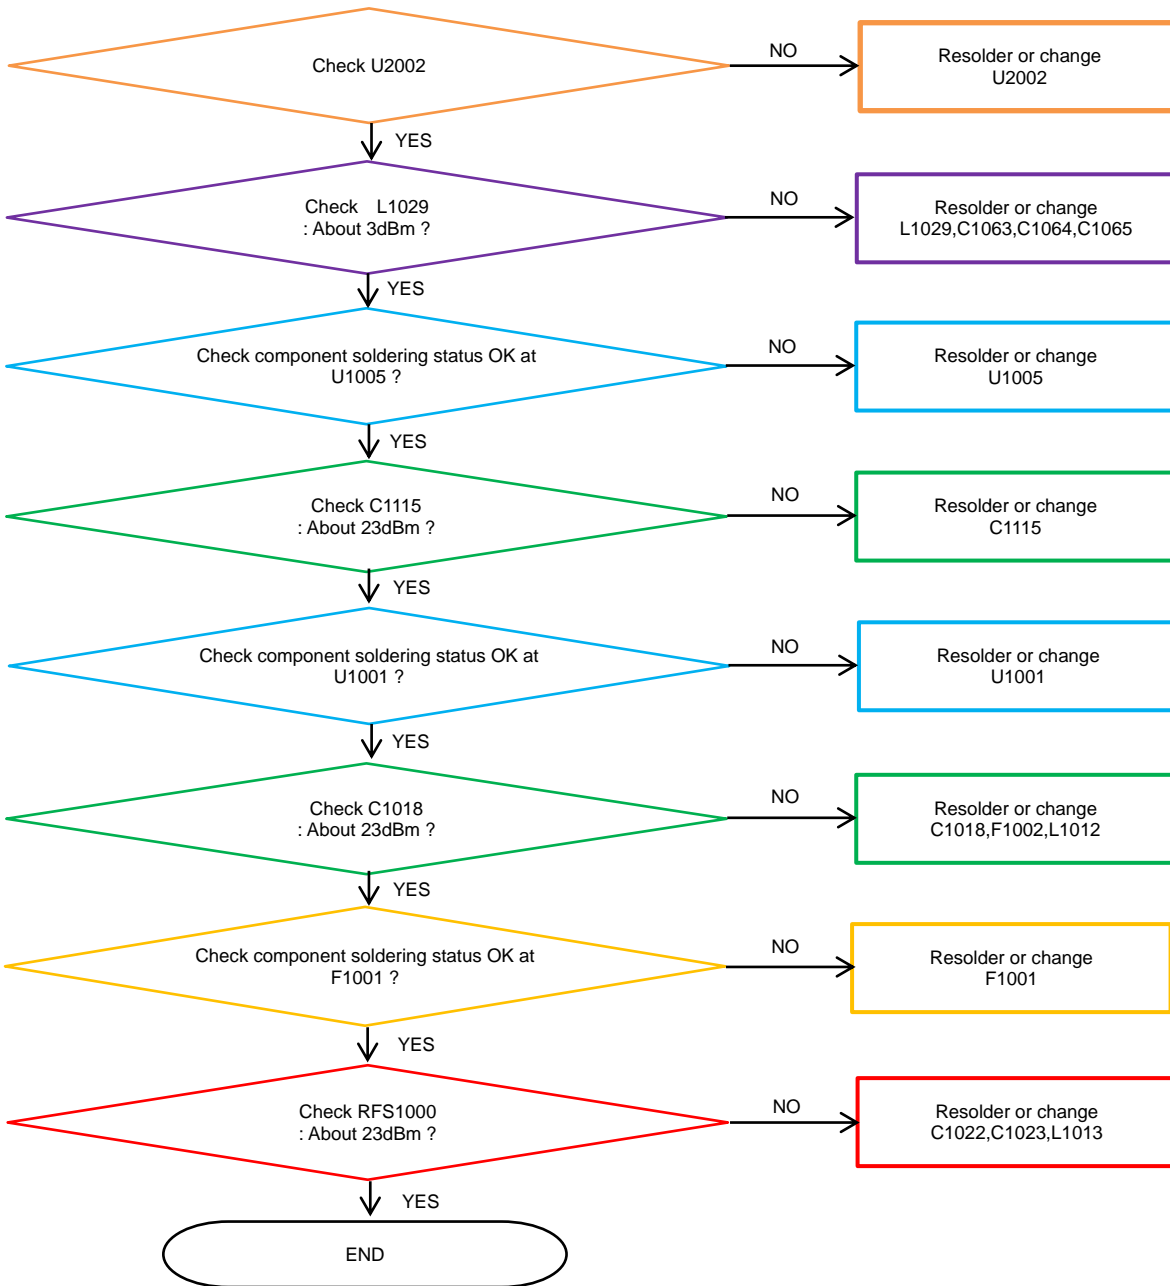 Check U2002
NO
Resolder or change
U2002
YES
Check L1029
: About 3dBm ?
NO
Resolder or change
L1029,C1063,C1064,C1065
YES
Check component soldering status OK at
U1005 ?
NO
Resolder or change
U1005
YES
Check C1115
: About 23dBm ?
NO
Resolder or change
C1115
YES
Check component soldering status OK at
U1001 ?
NO
Resolder or change
U1001
YES
Check C1018
: About 23dBm ?
NO
Resolder or change
C1018,F1002,L1012
YES
Check component soldering status OK at
F1001 ?
NO
Resolder or change
F1001
YES
Check RFS1000
: About 23dBm ?
NO
Resolder or change
C1022,C1023,L1013
YES
END